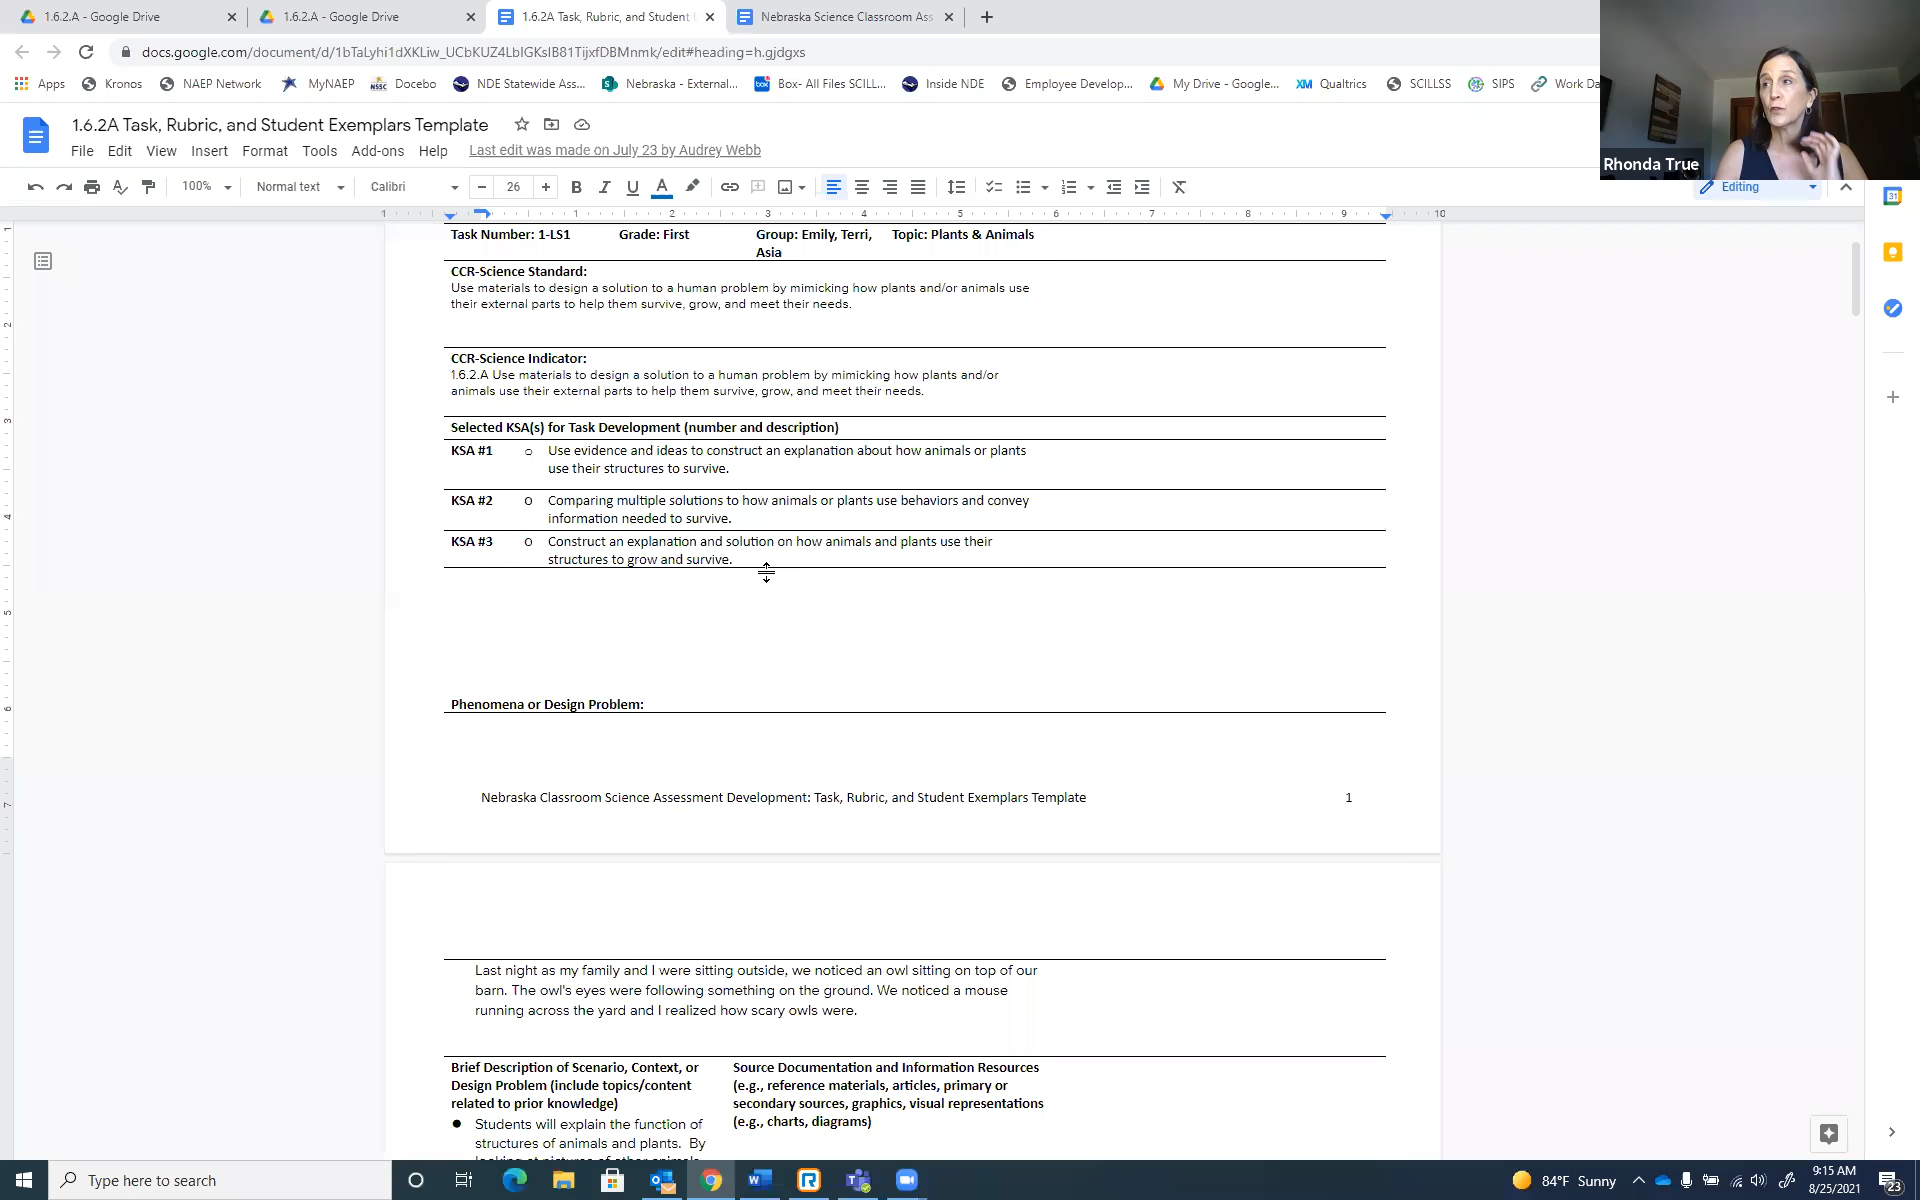 1.6.2.A - Google Drive
1.6.2.A - Google Drive
1.6.2A Task, Rubric, and Student
Nebraska Science Classroom Ass
docs.google.com/document/d/1bTaLyhi1dXKLiw_UCbKUZ4LbIGKsIB81TijxfDBMnmk/edit#heading=h.gjdgxs
Apps Kronos NAEP Network MyNAEP Docebo NDE Statewide Ass... Nebraska - External... Box- All Files SCILL... Inside NDE Employee Develop... My Drive - Google... Qualtrics SCILLSS SIPS Work Da
1.6.2A Task, Rubric, and Student Exemplars Template
File Edit View Insert Format Tools Add-ons Help Last edit was made on July 23 by Audrey Webb
Rhonda True
100% Normal text Calibri 26 Editing
1 1 2 3 4 5 6 7 8 9 10
Task Number: 1-LS1 Grade: First Group: Emily, Terri, Topic: Plants & Animals
Asia
CCR-Science Standard:
Use materials to design a solution to a human problem by mimicking how plants and/or animals use
their external parts to help them survive, grow, and meet their needs.
CCR-Science Indicator:
1.6.2.A Use materials to design a solution to a human problem by mimicking how plants and/or
animals use their external parts to help them survive, grow, and meet their needs.
Selected KSA(s) for Task Development (number and description)
KSA #1 o Use evidence and ideas to construct an explanation about how animals or plants
use their structures to survive.
KSA #2 o Comparing multiple solutions to how animals or plants use behaviors and convey
information needed to survive.
KSA #3 o Construct an explanation and solution on how animals and plants use their
structures to grow and survive.
Phenomena or Design Problem:
Nebraska Classroom Science Assessment Development: Task, Rubric, and Student Exemplars Template 1
Last night as my family and I were sitting outside, we noticed an owl sitting on top of our
barn. The owl's eyes were following something on the ground. We noticed a mouse
running across the yard and I realized how scary owls were.
Brief Description of Scenario, Context, or
Design Problem (include topics/content
related to prior knowledge)
● Students will explain the function of
structures of animals and plants. By
Source Documentation and Information Resources
(e.g., reference materials, articles, primary or
secondary sources, graphics, visual representations
(e.g., charts, diagrams)
Type here to search
84°F Sunny
9:15 AM
8/25/2021
23